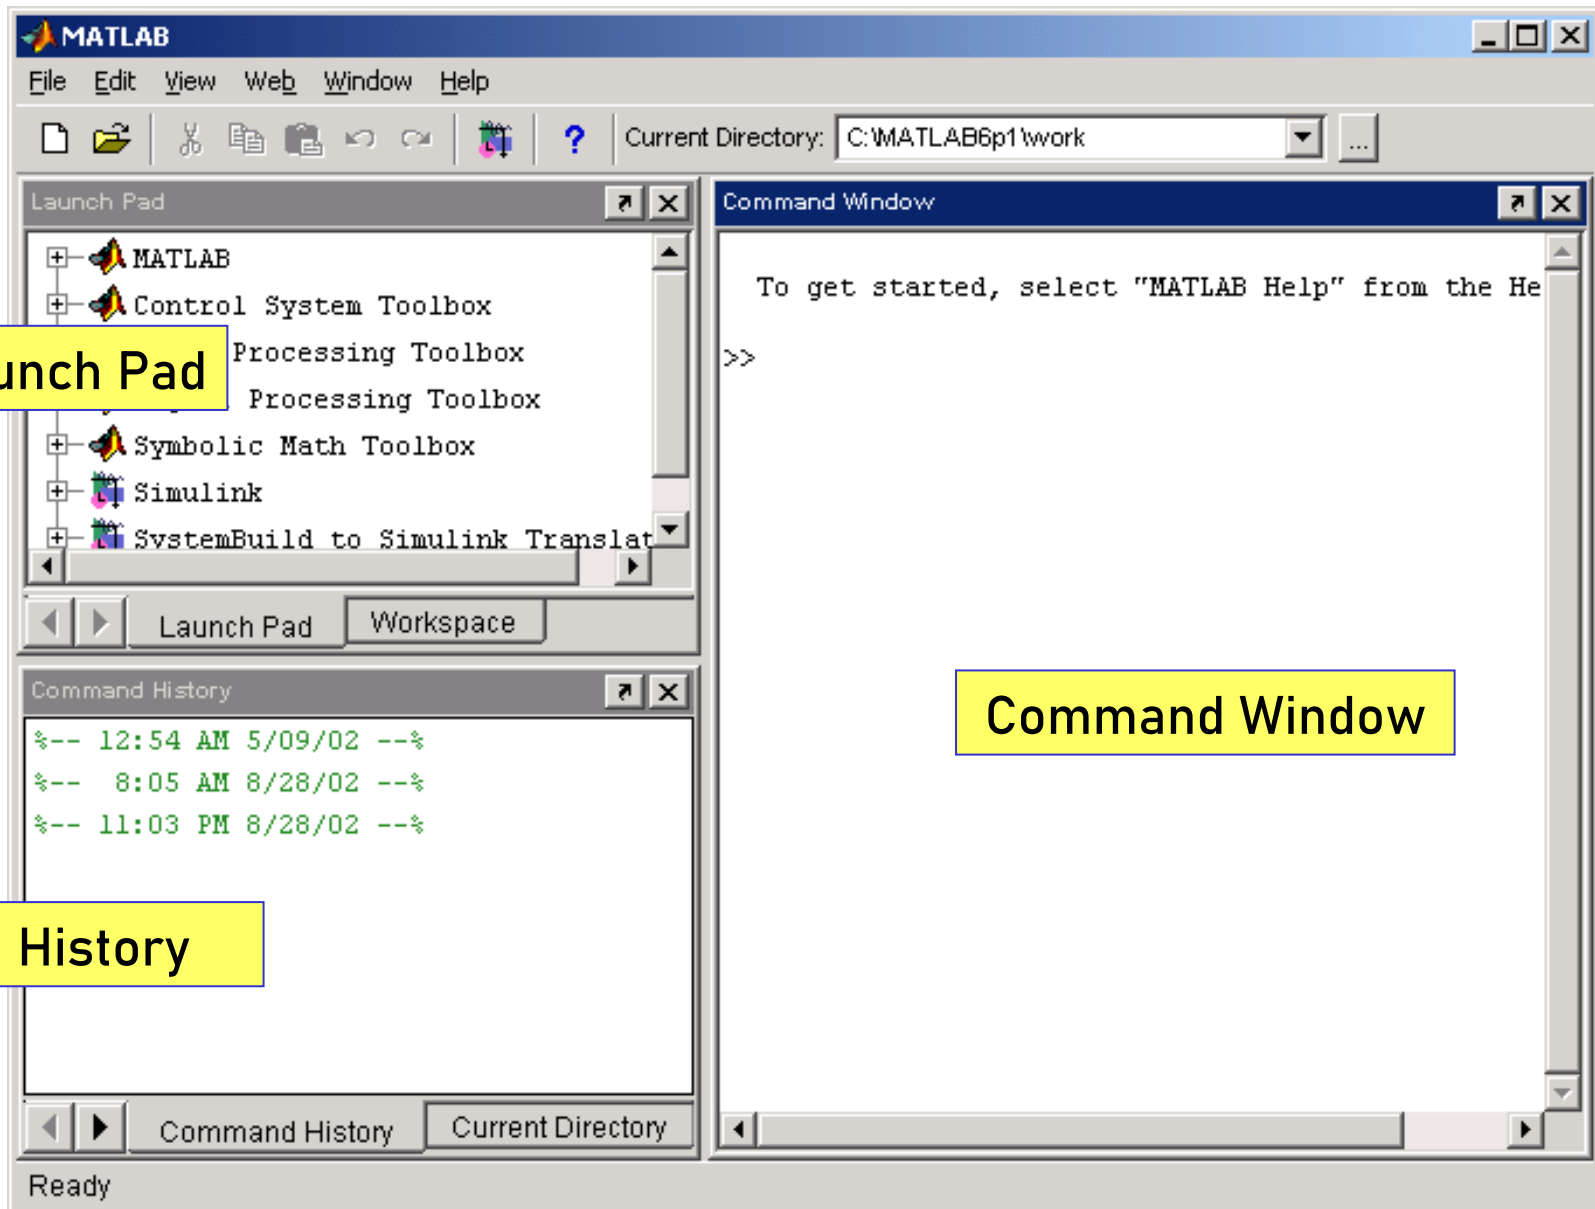 MATLAB
File Edit View Web Window Help
Current Directory: C:\MATLAB6p1\work ...
Launch Pad
MATLAB
Control System Toolbox
Processing Toolbox
Processing Toolbox
Symbolic Math Toolbox
Simulink
SystemBuild to Simulink Translat
unch Pad
Launch Pad Workspace
Command History
%-- 12:54 AM 5/09/02 --%
%-- 8:05 AM 8/28/02 --%
%-- 11:03 PM 8/28/02 --%
History
Command History Current Directory
Command Window
To get started, select "MATLAB Help" from the He
>>
Command Window
Ready